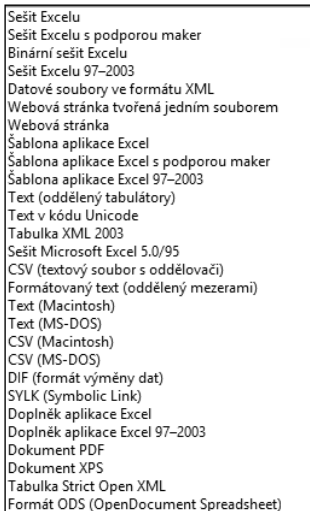 Sešit Excelu
Sešit Excelu s podporou maker
Binární sešit Excelu
Sešit Excelu 97–2003
Datové soubory ve formátu XML
Webová stránka tvořená jedním souborem
Webová stránka
Šablona aplikace Excel
Šablona aplikace Excel s podporou maker
Šablona aplikace Excel 97–2003
Text (oddělený tabulátory)
Text v kódu Unicode
Tabulka XML 2003
Sešit Microsoft Excel 5.0/95
CSV (textový soubor s oddělovači)
Formátovaný text (oddělený mezerami)
Text (Macintosh)
Text (MS-DOS)
CSV (Macintosh)
CSV (MS-DOS)
DIF (formát výměny dat)
SYLK (Symbolic Link)
Doplněk aplikace Excel
Doplněk aplikace Excel 97–2003
Dokument PDF
Dokument XPS
Tabulka Strict Open XML
Formát ODS (OpenDocument Spreadsheet)